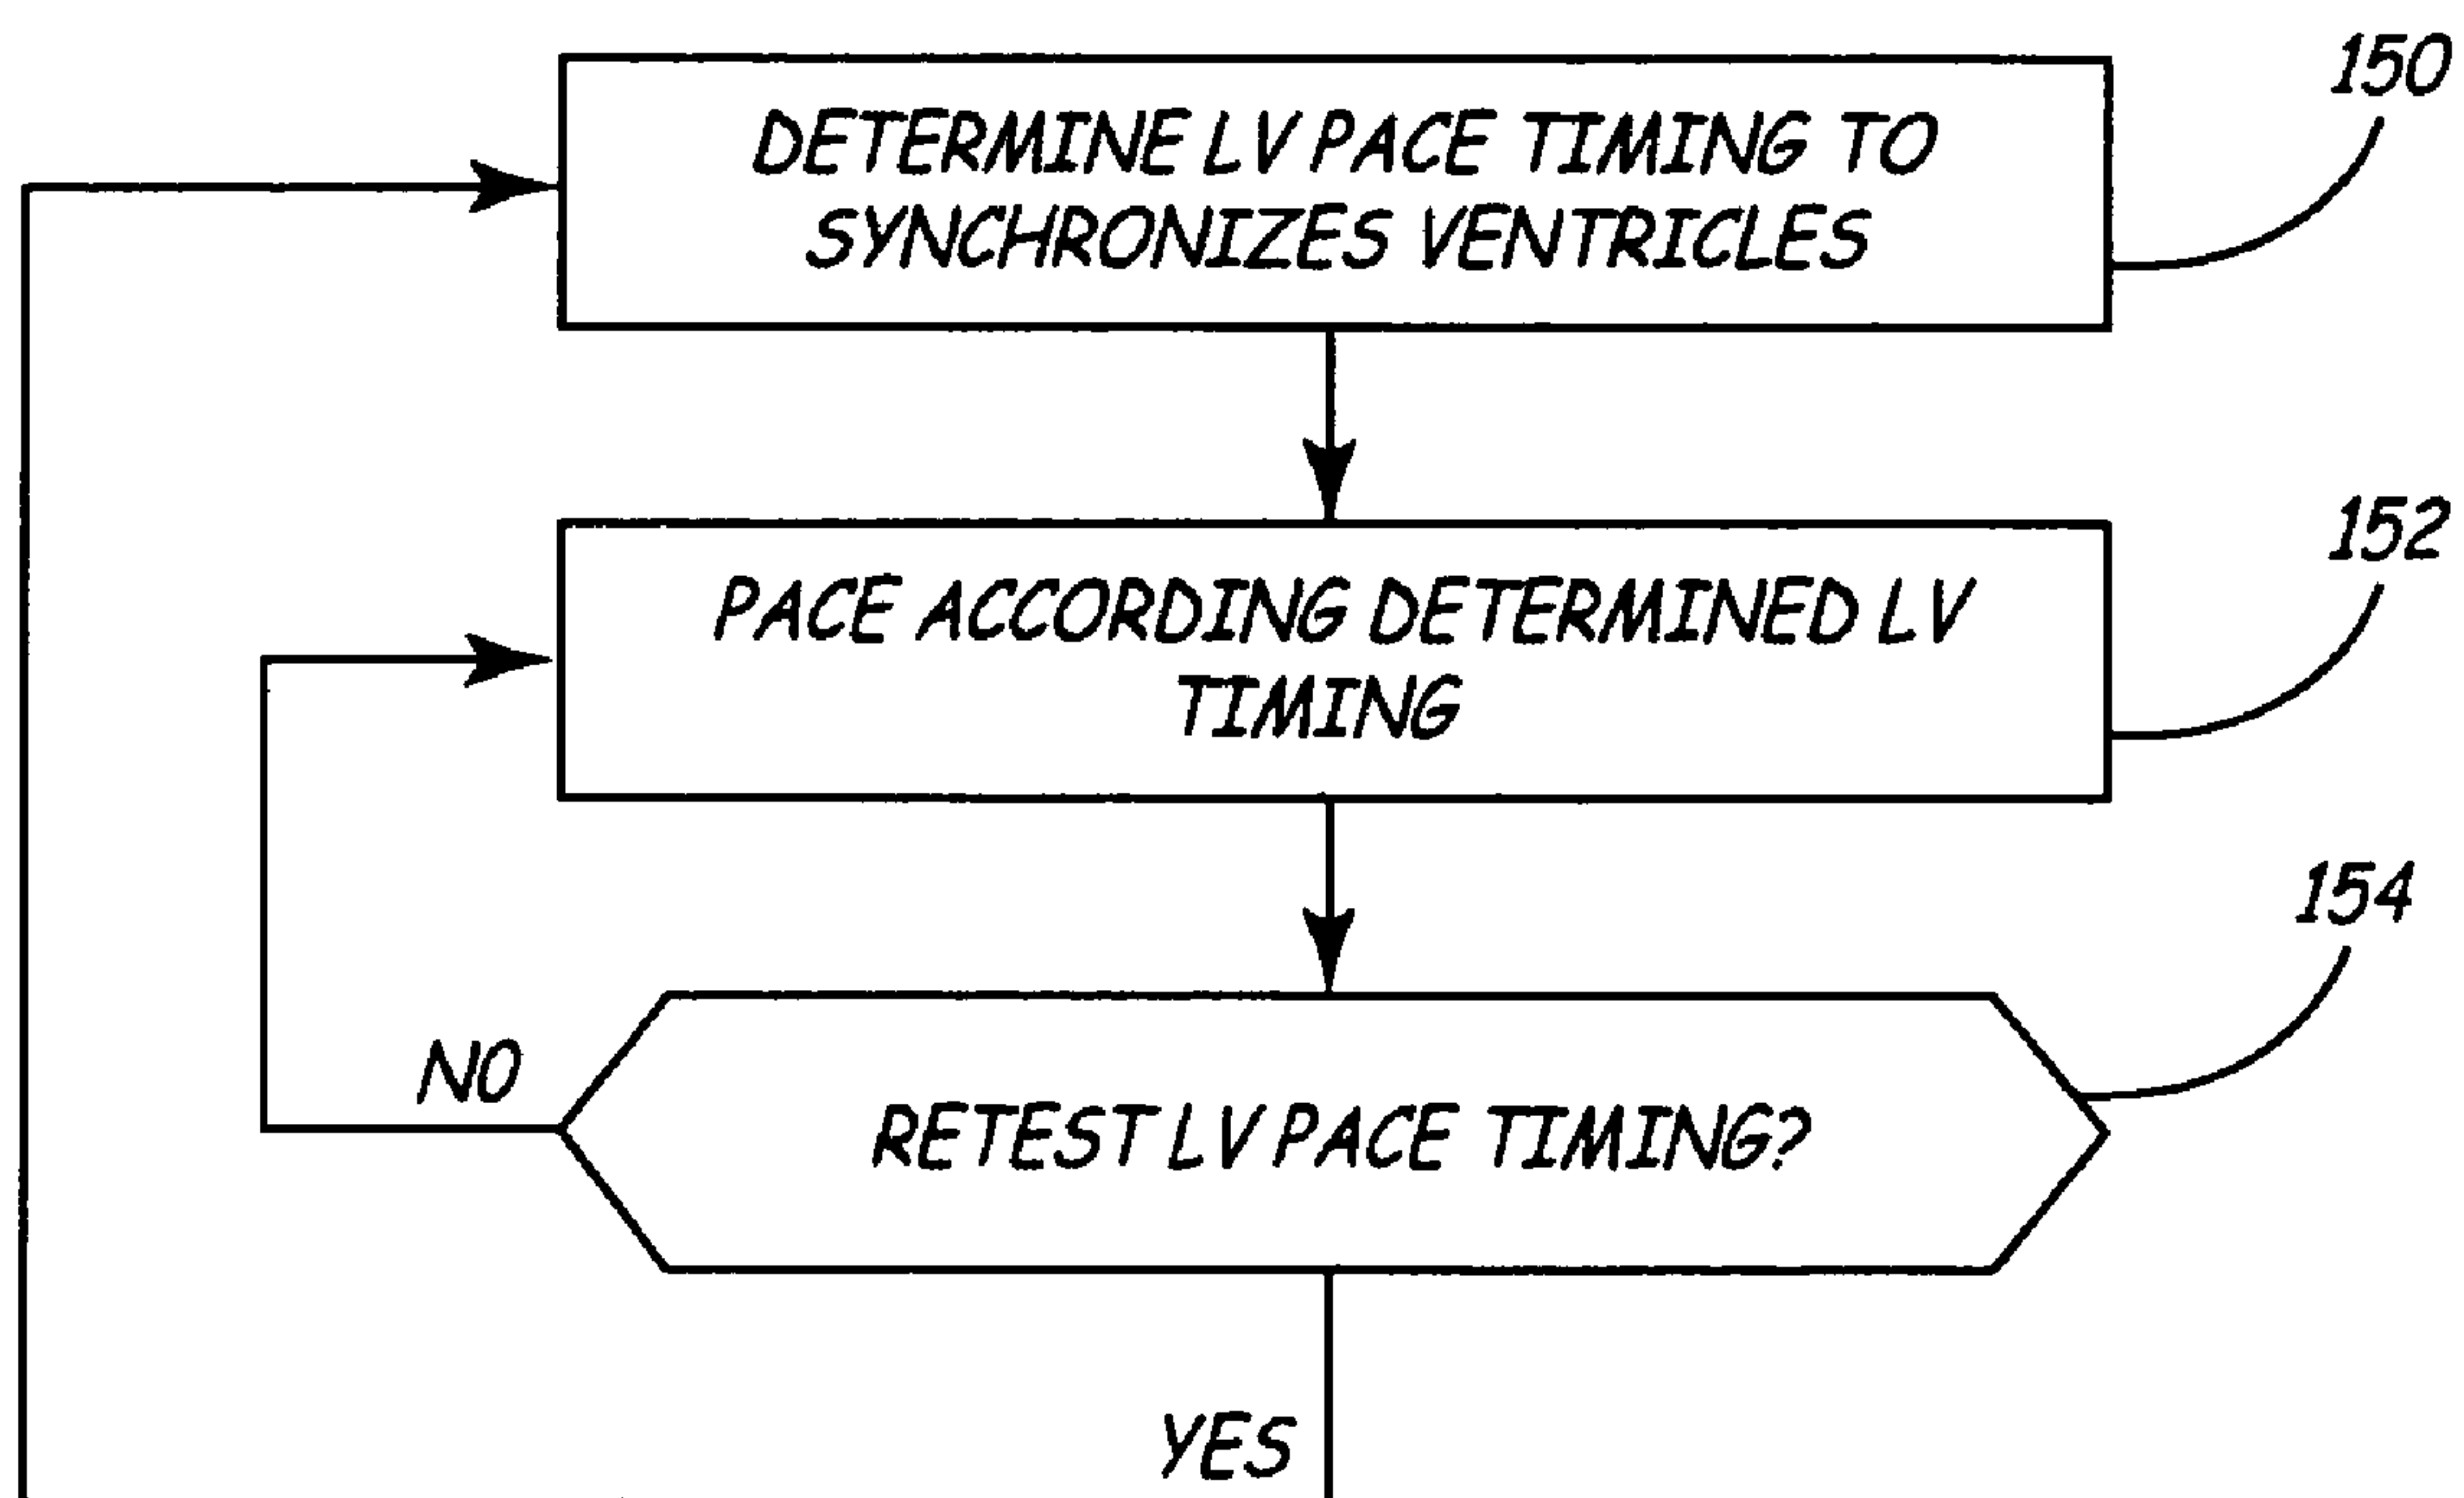 150
DETERMINE LV PACE TIMING TO
SYNCHRONIZES VENTRICLES
152
PACE ACCORDING DETERMINED LV
TIMING
154
NO
RETEST LV PACE TIMING?
YES